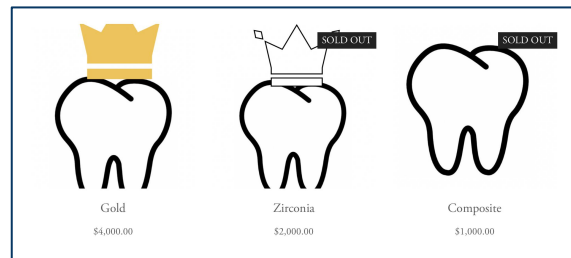 SOLD OUT
SOLD OUT
Gold
Zirconia
Composite
$4,000.00
$2,000.00
$1,000.00